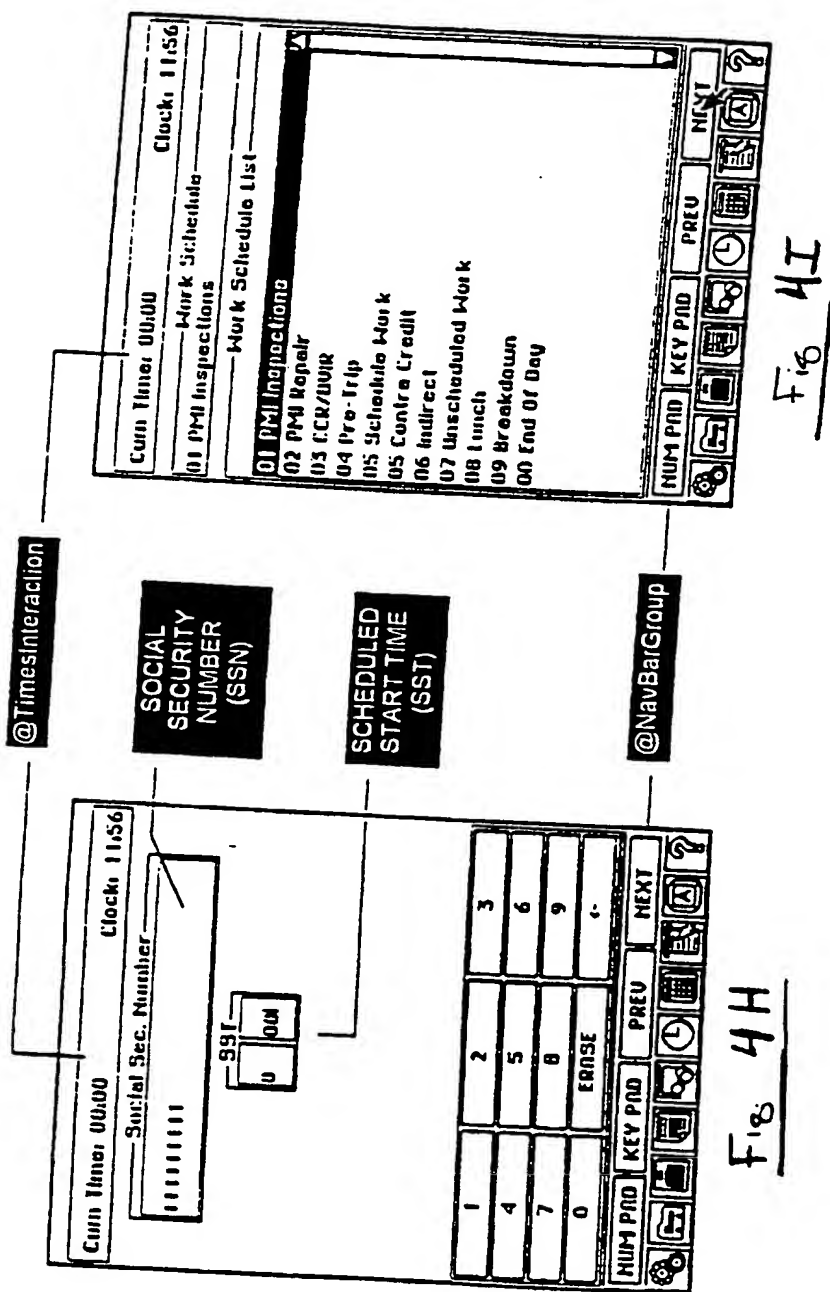 @TimesInteraction
Cum Timer 00:00 Clock: 11:56
Social Sec. Number
111111111
SOCIAL
SECURITY
NUMBER
(SSN)
SST
0 00
SCHEDULED
START TIME
(SST)
1 2 3
4 5 6
7 8 9
0 ERASE <-
NUM PAD KEY PAD PREV NEXT
?
@NavBarGroup
Fig. 4H
Cum Timer 00:00 Clock: 11:56
Work Schedule
01 PMI Inspections
Work Schedule List
01 PMI Inspections
02 PMI Repair
03 CCR/DVIR
04 Pre-Trip
05 Schedule Work
05 Contra Credit
06 Indirect
07 Unscheduled Work
08 Lunch
09 Breakdown
00 End Of Day
NUM PAD KEY PAD PREV NEXT
?
Fig 4I